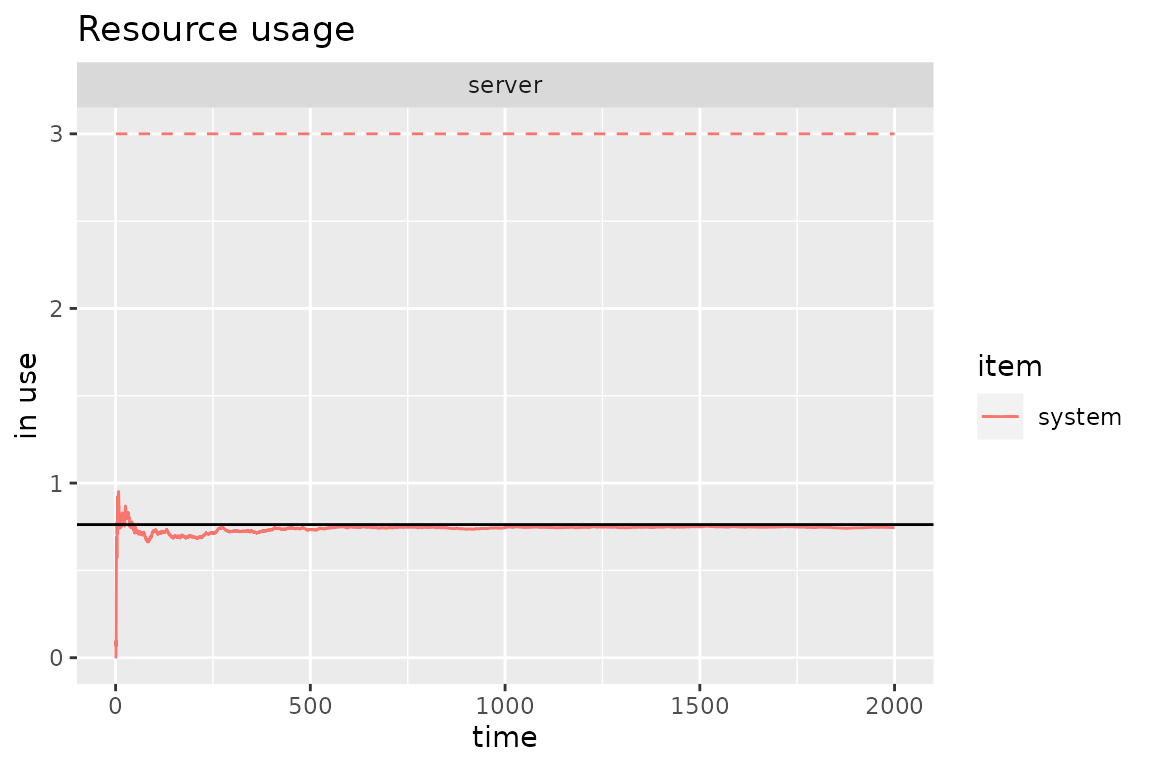 Resource usage
server
3
2
1
0
in use
0 500 1000 1500 2000
time
item
system